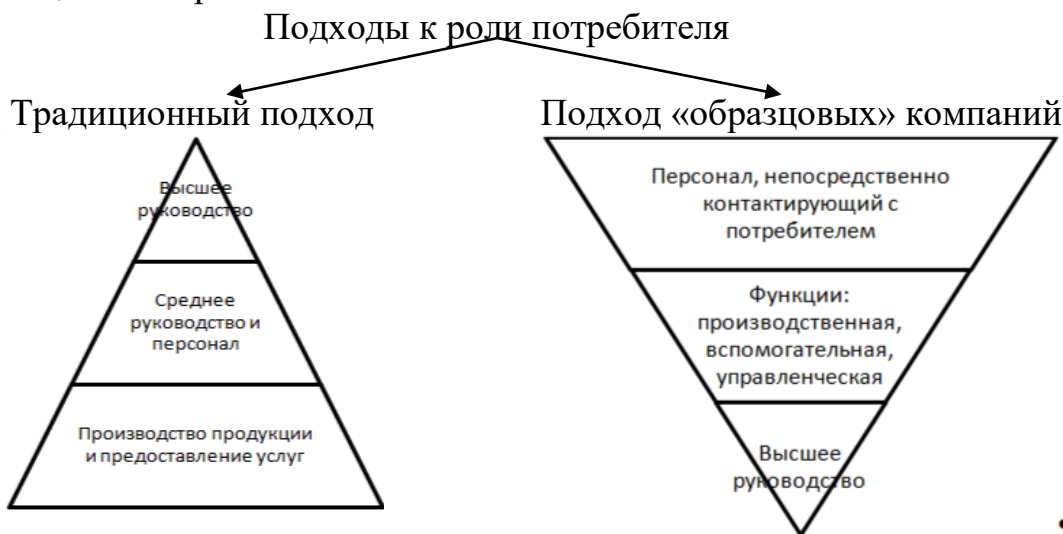 Подходы к роли потребителя
Традиционный подход
Подход «образцовых» компаний
Высшее
руководство
Среднее
руководство и
персонал
Производство продукции
и предоставление услуг
Персонал, непосредственно
контактирующий с
потребителем
Функции:
производственная,
вспомогательная,
управленческая
Высшее
руководство